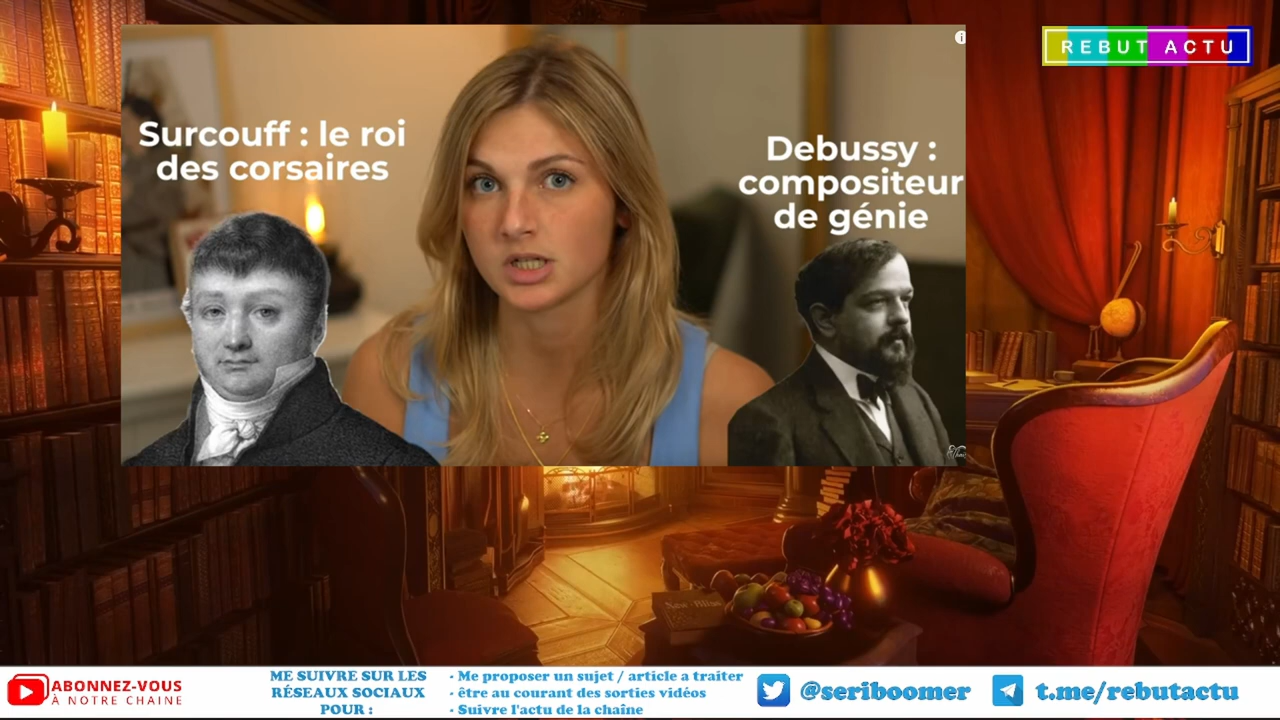 REBUT ACTU
Surcouff : le roi
des corsaires
Debussy :
compositeur
de génie
ABONNEZ-VOUS
À NOTRE CHAINE
ME SUIVRE SUR LES
RÉSEAUX SOCIAUX
POUR :
- Me proposer un sujet / article a traiter
- être au courant des sorties vidéos
- Suivre l'actu de la chaîne
@seriboomer
t.me/rebutactu